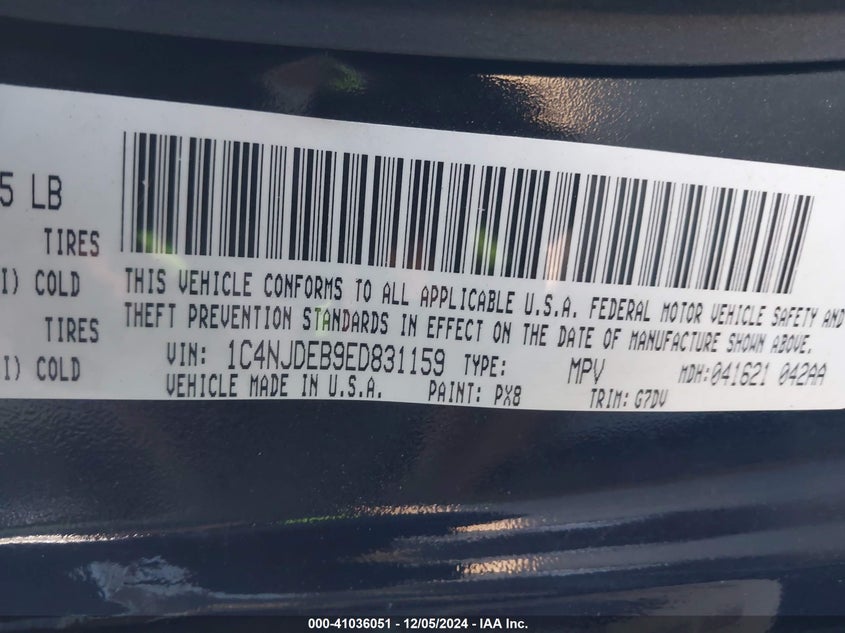 5 LB
TIRES
I) COLD
TIRES
I) COLD
THIS VEHICLE CONFORMS TO ALL APPLICABLE U.S.A. FEDERAL MOTOR VEHICLE SAFETY AND
THEFT PREVENTION STANDARDS IN EFFECT ON THE DATE OF MANUFACTURE SHOWN ABOVE.
VIN: 1C4NJDEB9ED831159 TYPE: MPV MDH: 041621 042AA
VEHICLE MADE IN U.S.A. PAINT: PX8 TRIM: G7DV
000-41036051 - 12/05/2024 - IAA Inc.